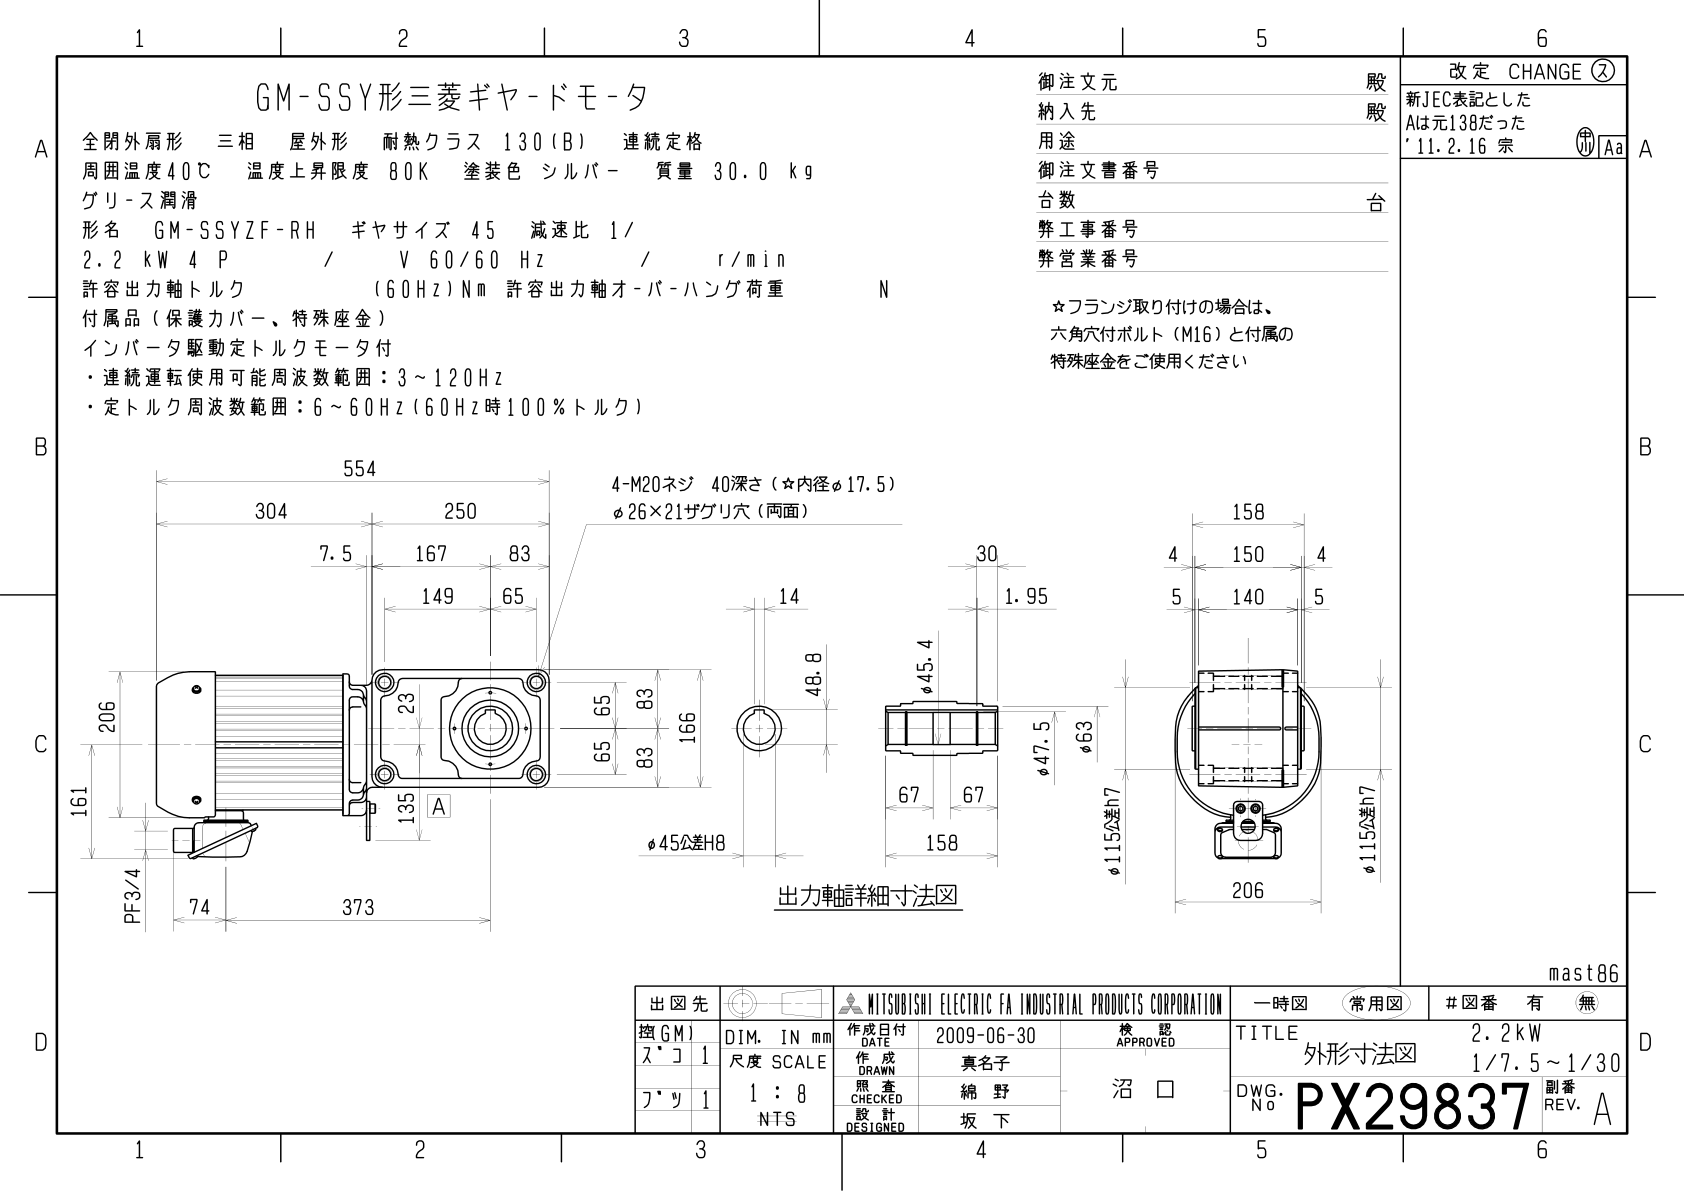 1 2 3 4 5 6
GM-SSY形三菱ギヤ-ドモータ
全閉外扇形 三相 屋外形 耐熱クラス 130(B) 連続定格
周囲温度40℃ 温度上昇限度 80K 塗装色 シルバー 質量 30.0 kg
グリ-ス潤滑
形名 GM-SSYZF-RH ギヤサイズ 45 減速比 1/
2.2 kW 4 P / V 60/60 Hz / r/min
許容出力軸トルク (60Hz)Nm 許容出力軸オ-バ-ハング荷重 N
付属品(保護カバー、特殊座金)
インバータ駆動定トルクモータ付
・連続運転使用可能周波数範囲:3~120Hz
・定トルク周波数範囲:6~60Hz(60Hz時100%トルク)
御注文元 殿
納入先 殿
用途
御注文書番号
台数 台
弊工事番号
弊営業番号
☆フランジ取り付けの場合は、
六角穴付ボルト(M16)と付属の
特殊座金をご使用ください
改定 CHANGE ス
新JEC表記とした
Aは元138だった
'11.2.16 宗
中川 Aa
A A
B B
C C
D D
554
304 250
7.5 167 83
149 65
4-M20ネジ 40深さ(☆内径φ17.5)
φ26×21ザグリ穴(両面)
206
161
23
65
65
83
83
166
135
A
PF3/4
74 373
14
48.8
φ45公差H8
30
1.95
φ45.4
φ47.5
φ63
67 67
158
出力軸詳細寸法図
158
4 150 4
5 140 5
φ115公差h7
φ115公差h7
206
mast86
出図先
控(GM)
ズコ 1
ブツ 1
DIM. IN mm
尺度 SCALE
1 : 8
NTS
MITSUBISHI ELECTRIC FA INDUSTRIAL PRODUCTS CORPORATION
作成日付 DATE 2009-06-30
作 成 DRAWN 真名子
照 査 CHECKED 綿 野
設 計 DESIGNED 坂 下
検 認 APPROVED
沼 口
一時図 常用図 #図番 有 無
TITLE 外形寸法図
2.2kW
1/7.5~1/30
DWG. No PX29837
副番 REV. A
1 2 3 4 5 6